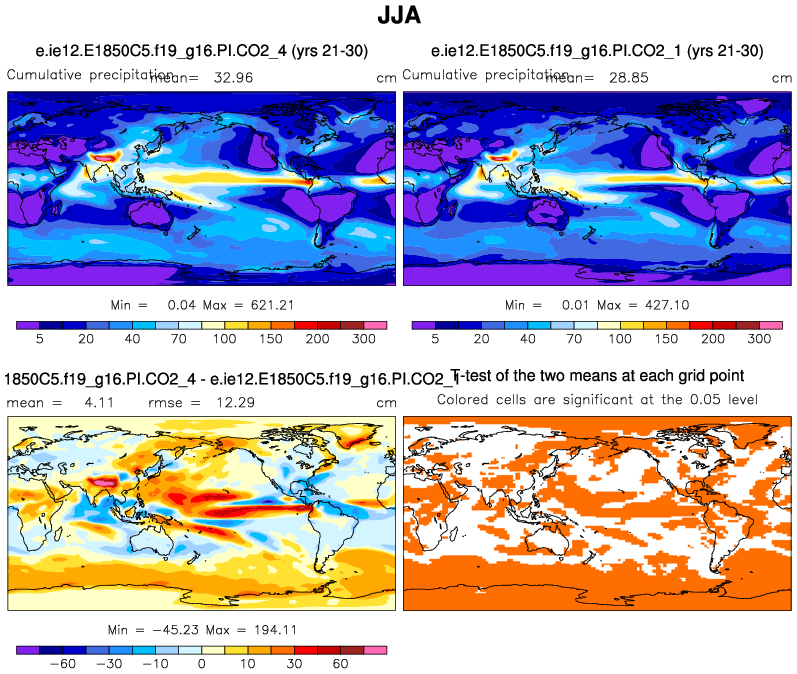 JJA
e.ie12.E1850C5.f19_g16.PI.CO2_4 (yrs 21-30)
Cumulative precipitation mean= 32.96 cm
Min = 0.04 Max = 621.21
5 20 40 70 100 150 200 300
e.ie12.E1850C5.f19_g16.PI.CO2_1 (yrs 21-30)
Cumulative precipitation mean= 28.85 cm
Min = 0.01 Max = 427.10
5 20 40 70 100 150 200 300
1850C5.f19_g16.PI.CO2_4 - e.ie12.E1850C5.f19_g16.PI.CO2_1
mean = 4.11 rmse = 12.29 cm
Min = -45.23 Max = 194.11
-60 -30 -10 0 10 30 60
T-test of the two means at each grid point
Colored cells are significant at the 0.05 level